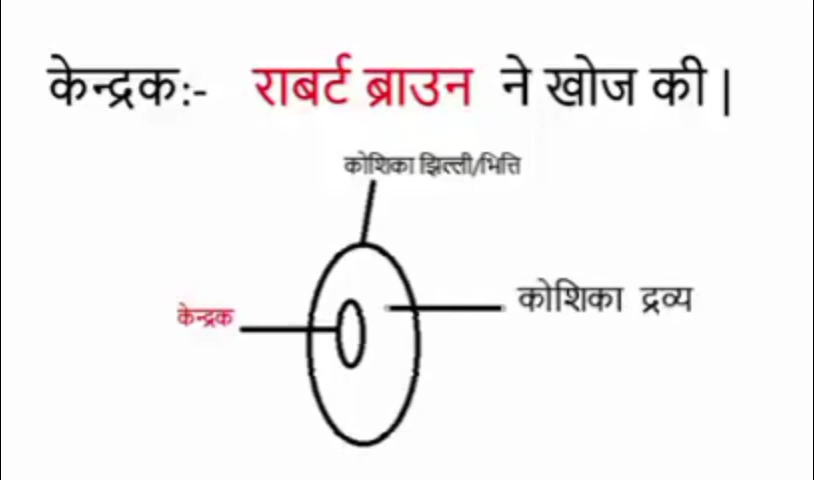 केन्द्रक:- राबर्ट ब्राउन ने खोज की |
कोशिका झिल्ली/भित्ति
कोशिका द्रव्य
केन्द्रक